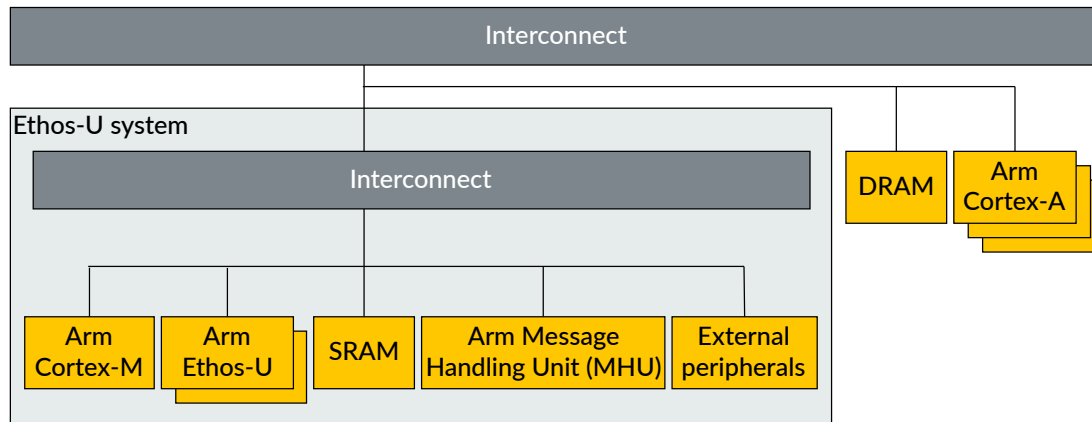 Interconnect
Ethos-U system
Interconnect
DRAM
Arm
Cortex-A
Arm
Cortex-M
Arm
Ethos-U
SRAM
Arm Message
Handling Unit (MHU)
External
peripherals